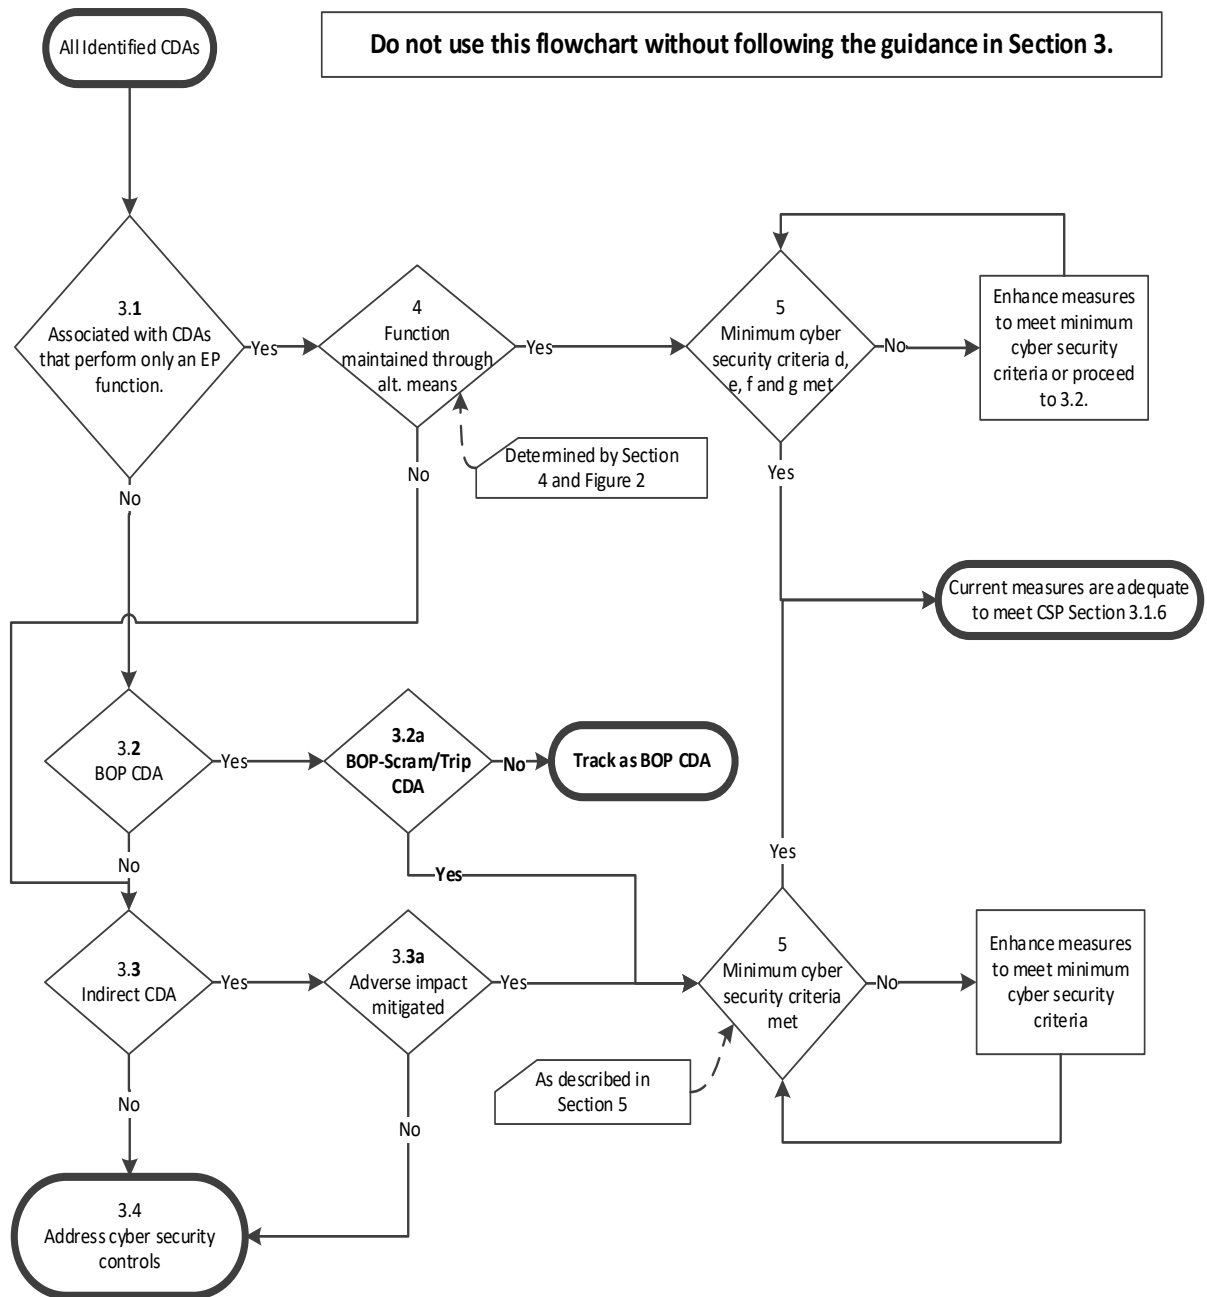 All Identified CDAs
Do not use this flowchart without following the guidance in Section 3.
3.1
Associated with CDAs
that perform only an EP
function.
Yes
4
Function
maintained through
alt. means
Yes
5
Minimum cyber
security criteria d,
e, f and g met
No
Enhance measures
to meet minimum
cyber security
criteria or proceed
to 3.2.
Determined by Section
4 and Figure 2
No
Yes
No
Current measures are adequate
to meet CSP Section 3.1.6
3.2
BOP CDA
Yes
3.2a
BOP-Scram/Trip
CDA
No
Track as BOP CDA
No
Yes
Yes
3.3
Indirect CDA
Yes
3.3a
Adverse impact
mitigated
Yes
5
Minimum cyber
security criteria
met
No
Enhance measures
to meet minimum
cyber security
criteria
As described in
Section 5
No
No
3.4
Address cyber security
controls